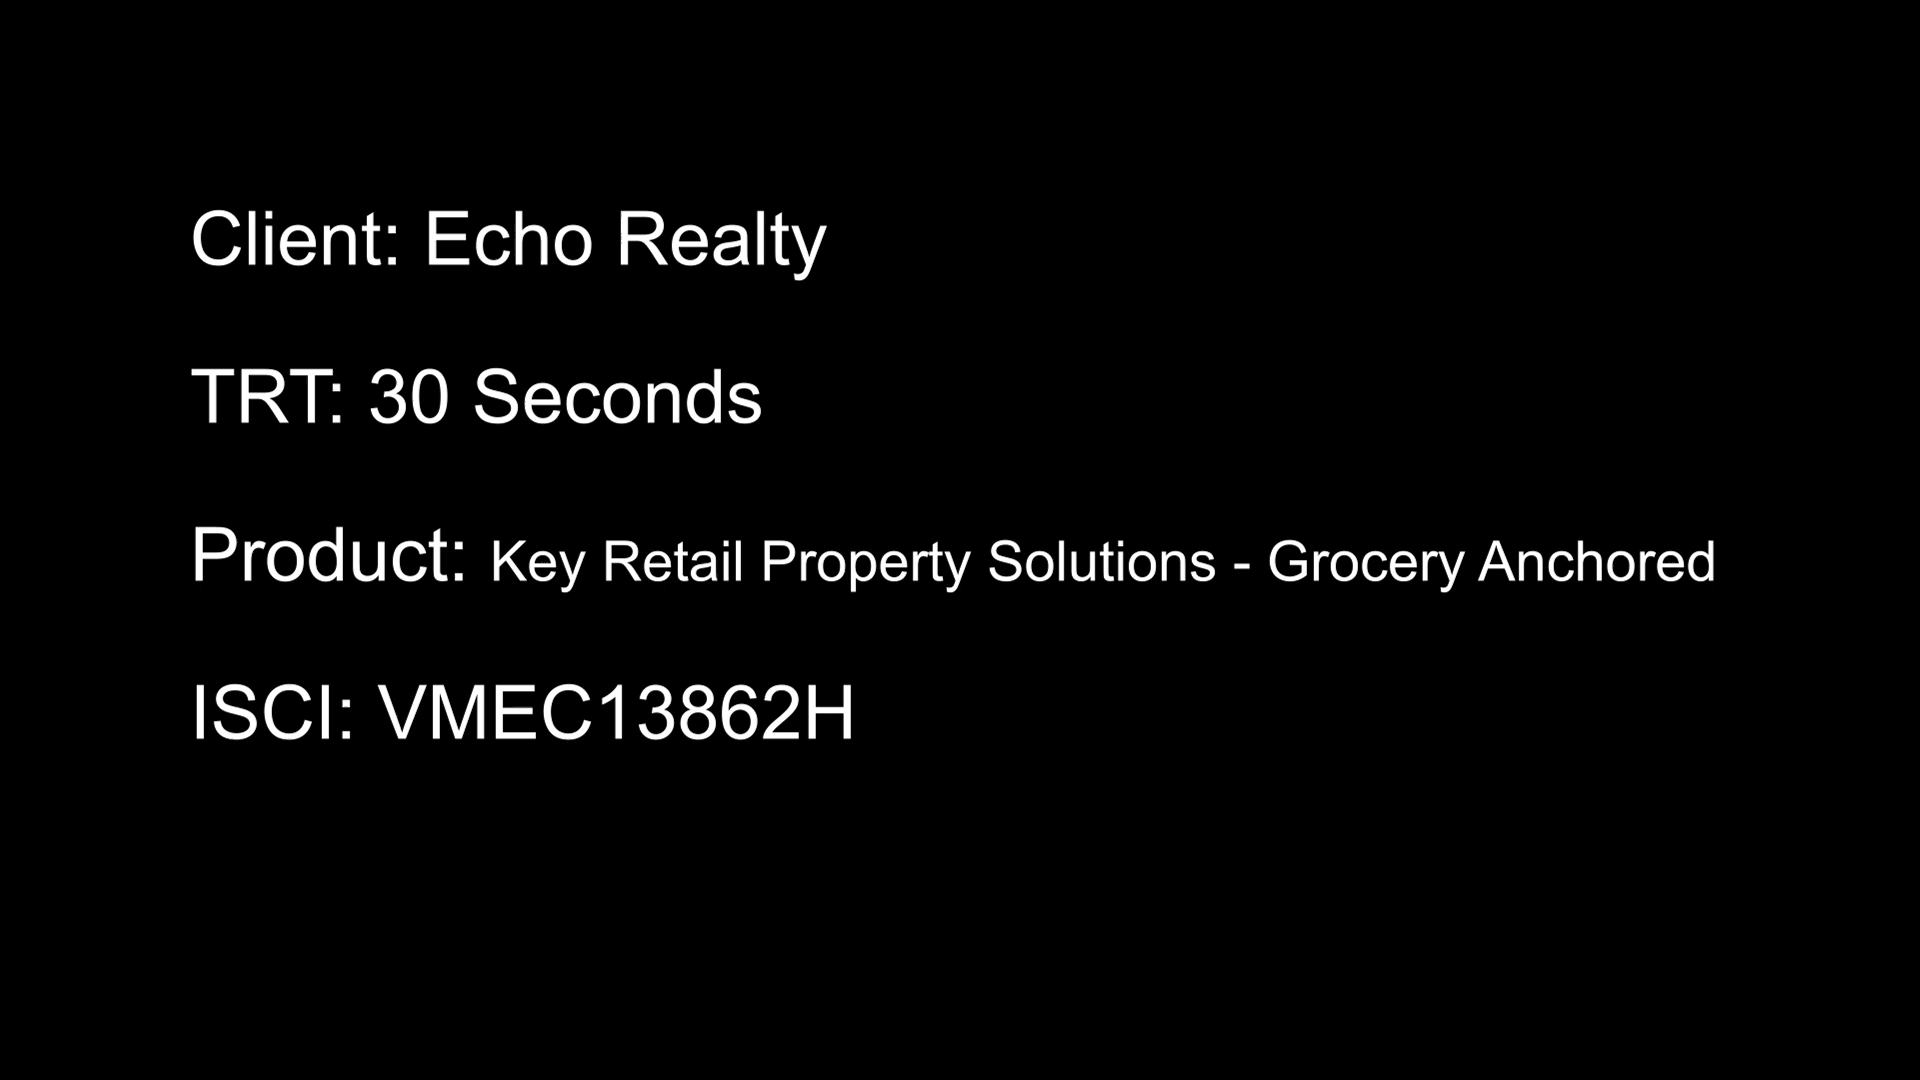 Client: Echo Realty
TRT: 30 Seconds
Product: Key Retail Property Solutions - Grocery Anchored
ISCI: VMEC13862H